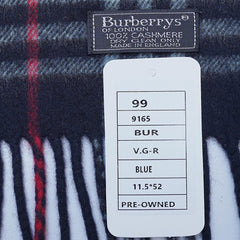 Burberrys
OF LONDON
100% CASHMERE
DRY CLEAN ONLY
MADE IN ENGLAND
99
9165
BUR
V.G-R
BLUE
11.5*52
PRE-OWNED